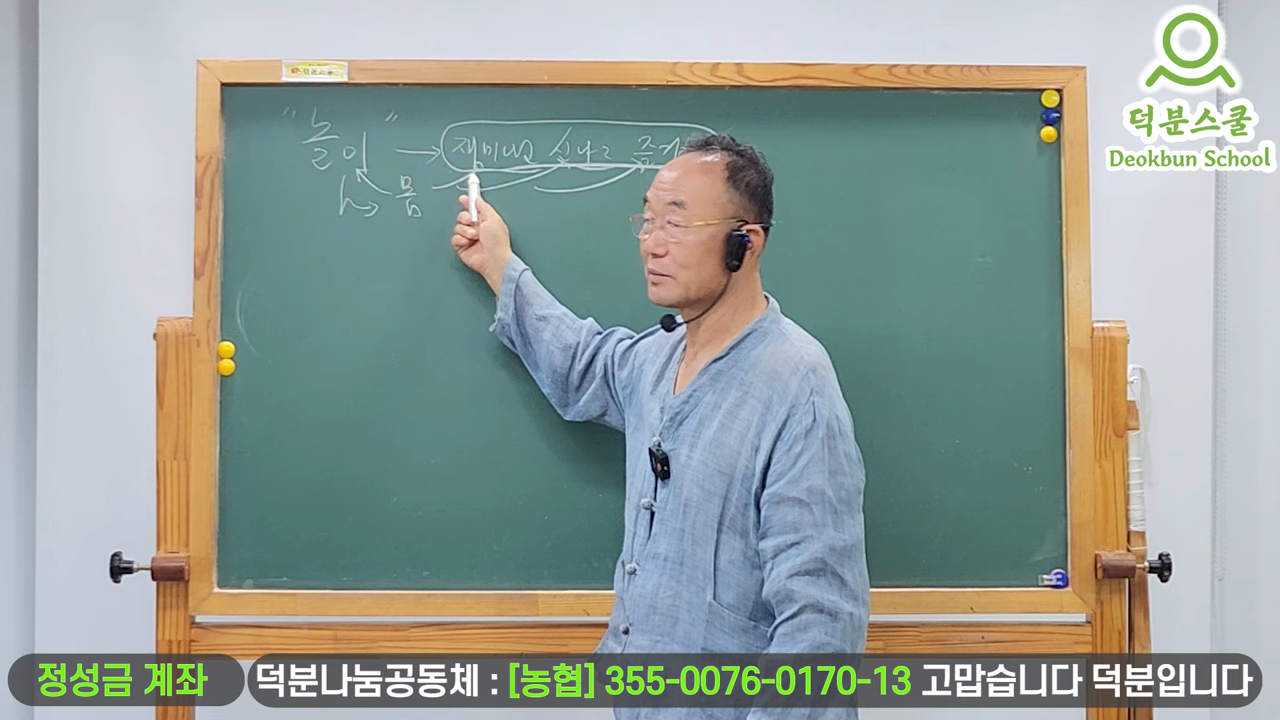 덕분스쿨
Deokbun School
"놀이" → 재미있 신나고 즐거
몸
정성금 계좌
덕분나눔공동체 : [농협] 355-0076-0170-13 고맙습니다 덕분입니다